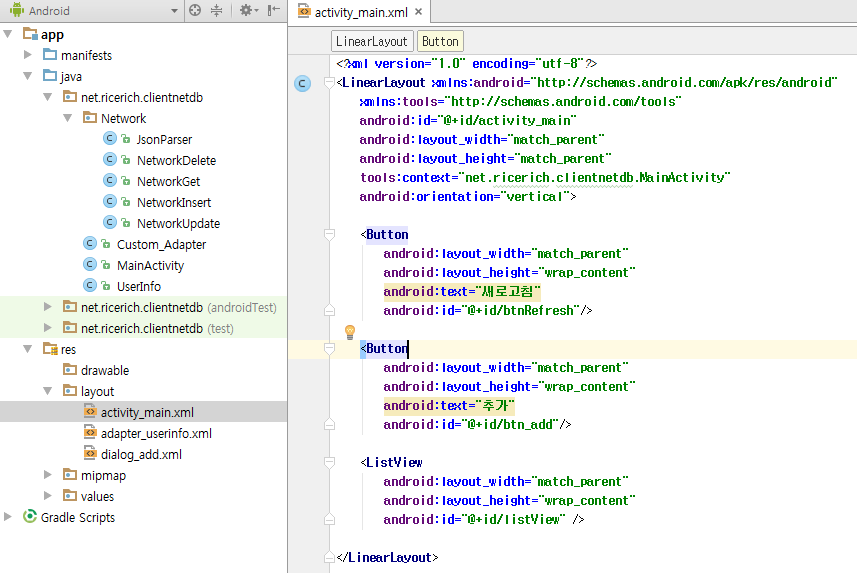 Android
app
manifests
java
net.ricerich.clientnetdb
Network
JsonParser
NetworkDelete
NetworkGet
NetworkInsert
NetworkUpdate
Custom_Adapter
MainActivity
UserInfo
net.ricerich.clientnetdb (androidTest)
net.ricerich.clientnetdb (test)
res
drawable
layout
activity_main.xml
adapter_userinfo.xml
dialog_add.xml
mipmap
values
Gradle Scripts
activity_main.xml ×
LinearLayout Button
<?xml version="1.0" encoding="utf-8"?>
<LinearLayout xmlns:android="http://schemas.android.com/apk/res/android"
xmlns:tools="http://schemas.android.com/tools"
android:id="@+id/activity_main"
android:layout_width="match_parent"
android:layout_height="match_parent"
tools:context="net.ricerich.clientnetdb.MainActivity"
android:orientation="vertical">
<Button
android:layout_width="match_parent"
android:layout_height="wrap_content"
android:text="새로고침"
android:id="@+id/btnRefresh"/>
<Button
android:layout_width="match_parent"
android:layout_height="wrap_content"
android:text="추가"
android:id="@+id/btn_add"/>
<ListView
android:layout_width="match_parent"
android:layout_height="wrap_content"
android:id="@+id/listView" />
</LinearLayout>